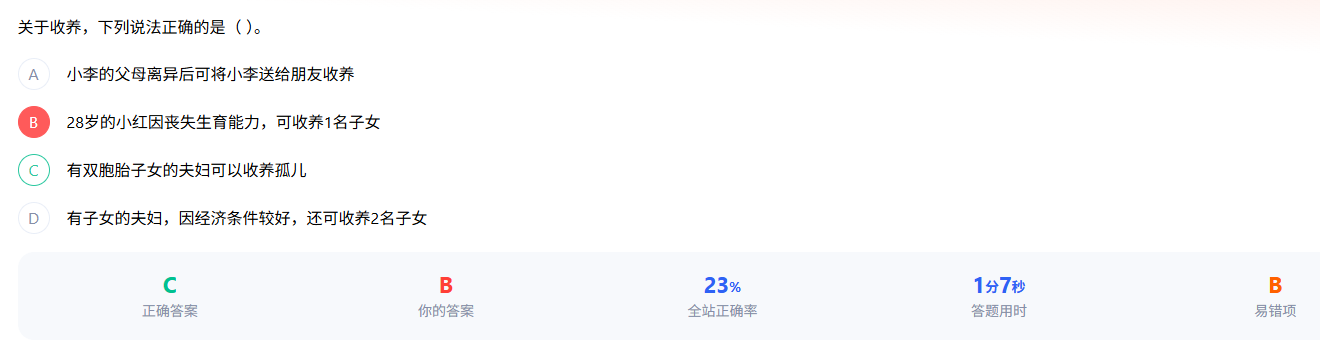 关于收养，下列说法正确的是（ ）。
A 小李的父母离异后可将小李送给朋友收养
B 28岁的小红因丧失生育能力，可收养1名子女
C 有双胞胎子女的夫妇可以收养孤儿
D 有子女的夫妇，因经济条件较好，还可收养2名子女
C B 23% 1分7秒 B
正确答案 你的答案 全站正确率 答题用时 易错项